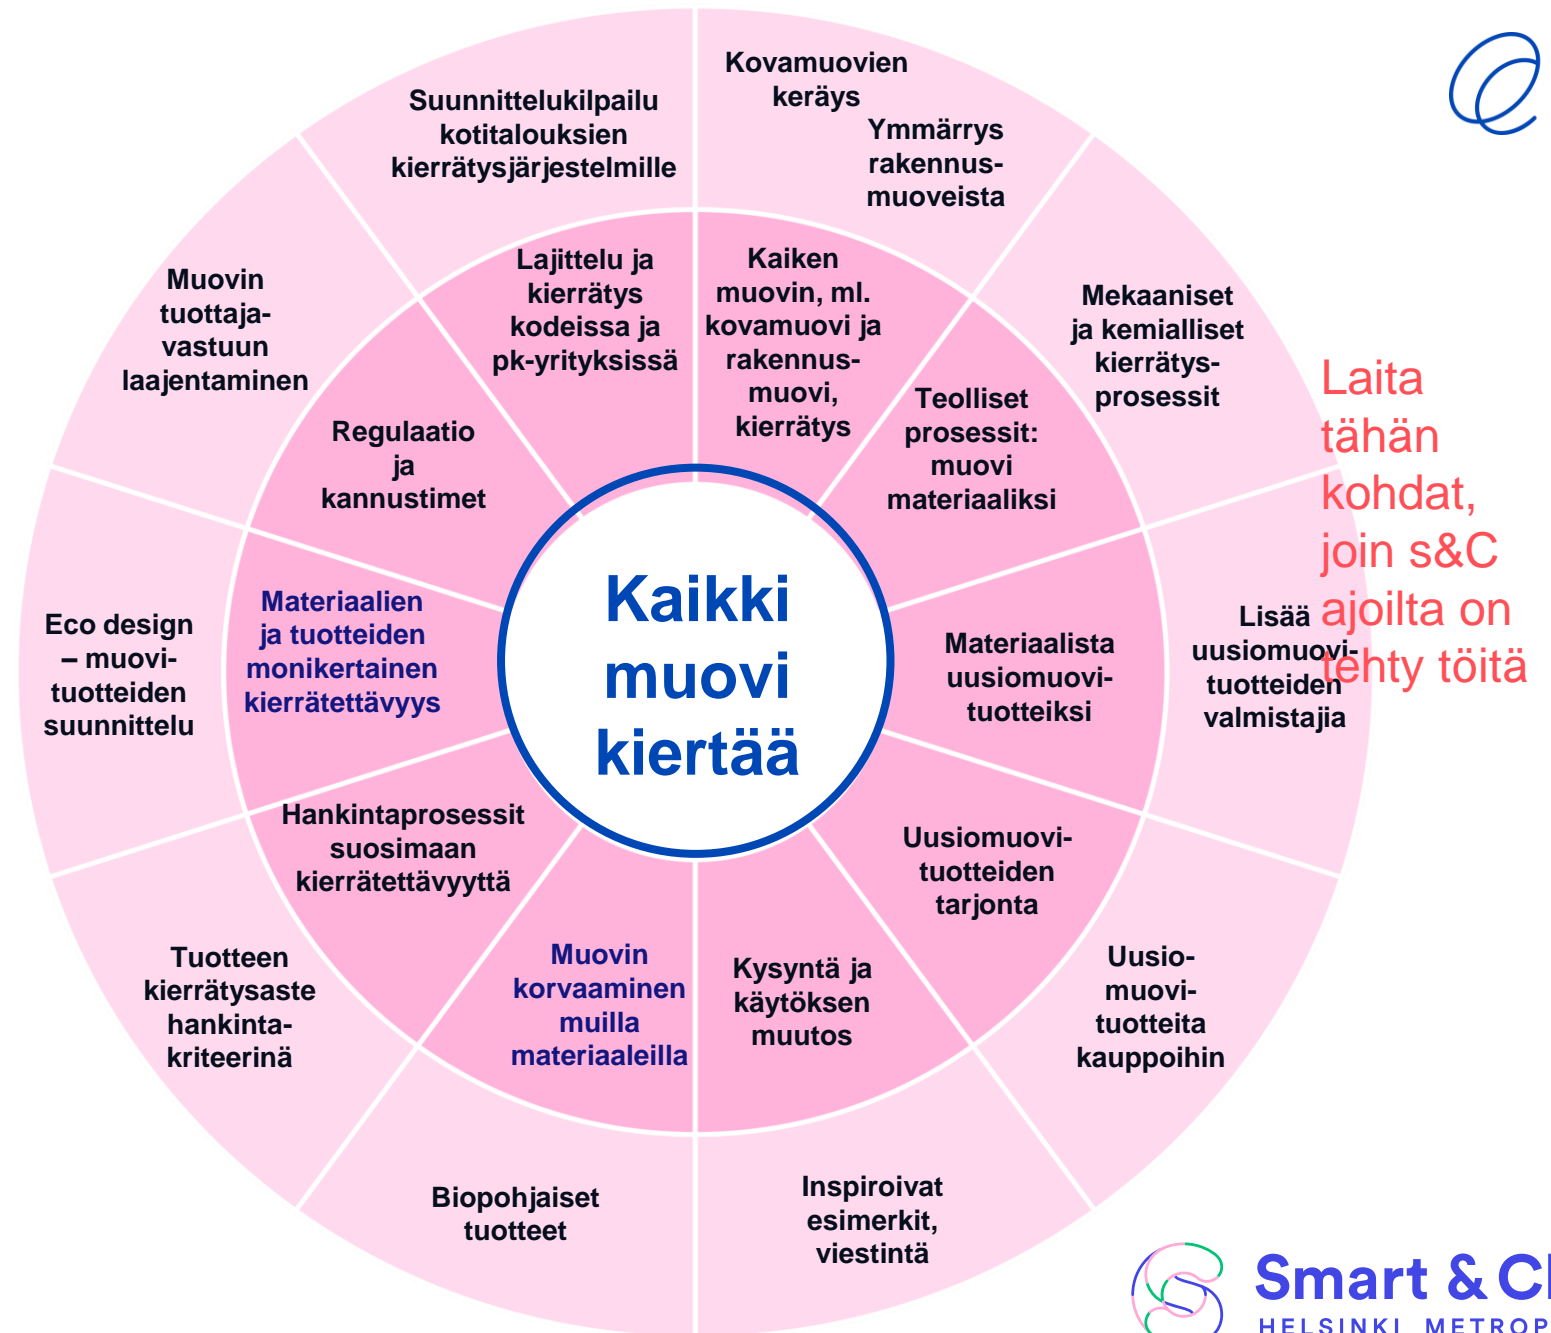 Kovamuovien
keräys
Ymmärrys
rakennus-
muoveista
Suunnittelukilpailu
kotitalouksien
kierrätysjärjestelmille
Muovin
tuottaja-
vastuun
laajentaminen
Lajittelu ja
kierrätys
kodeissa ja
pk-yrityksissä
Kaiken
muovin, ml.
kovamuovi ja
rakennus-
muovi,
kierrätys
Mekaaniset
ja kemialliset
kierrätys-
prosessit
Regulaatio
ja
kannustimet
Teolliset
prosessit:
muovi
materiaaliksi
Laita
tähän
kohdat,
join s&C
ajoilta on
tehty töitä
Eco design
– muovi-
tuotteiden
suunnittelu
Materiaalien
ja tuotteiden
monikertainen
kierrätettävyys
Kaikki
muovi
kiertää
Materiaalista
uusiomuovi-
tuotteiksi
Lisää
uusiomuovi-
tuotteiden
valmistajia
Hankintaprosessit
suosimaan
kierrätettävyyttä
Uusiomuovi-
tuotteiden
tarjonta
Tuotteen
kierrätysaste
hankinta-
kriteerinä
Muovin
korvaaminen
muilla
materiaaleilla
Kysyntä ja
käytöksen
muutos
Uusio-
muovi-
tuotteita
kauppoihin
Biopohjaiset
tuotteet
Inspiroivat
esimerkit,
viestintä
Smart & Cl
HELSINKI METROP